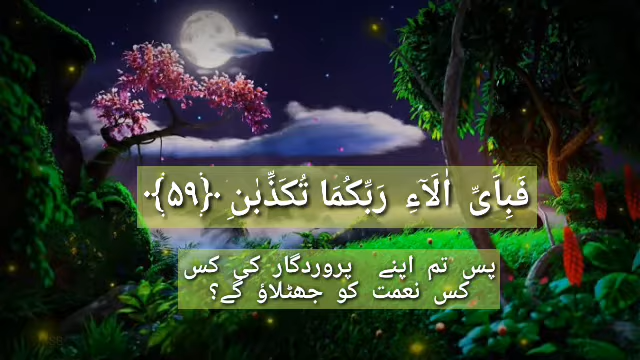 فَبِاَىِّ اٰلَآءِ رَبِّكُمَا تُكَذِّبٰنِ ﴿۵۹﴾
پس تم اپنے پروردگار کی کس
کس نعمت کو جھٹلاؤ گے؟